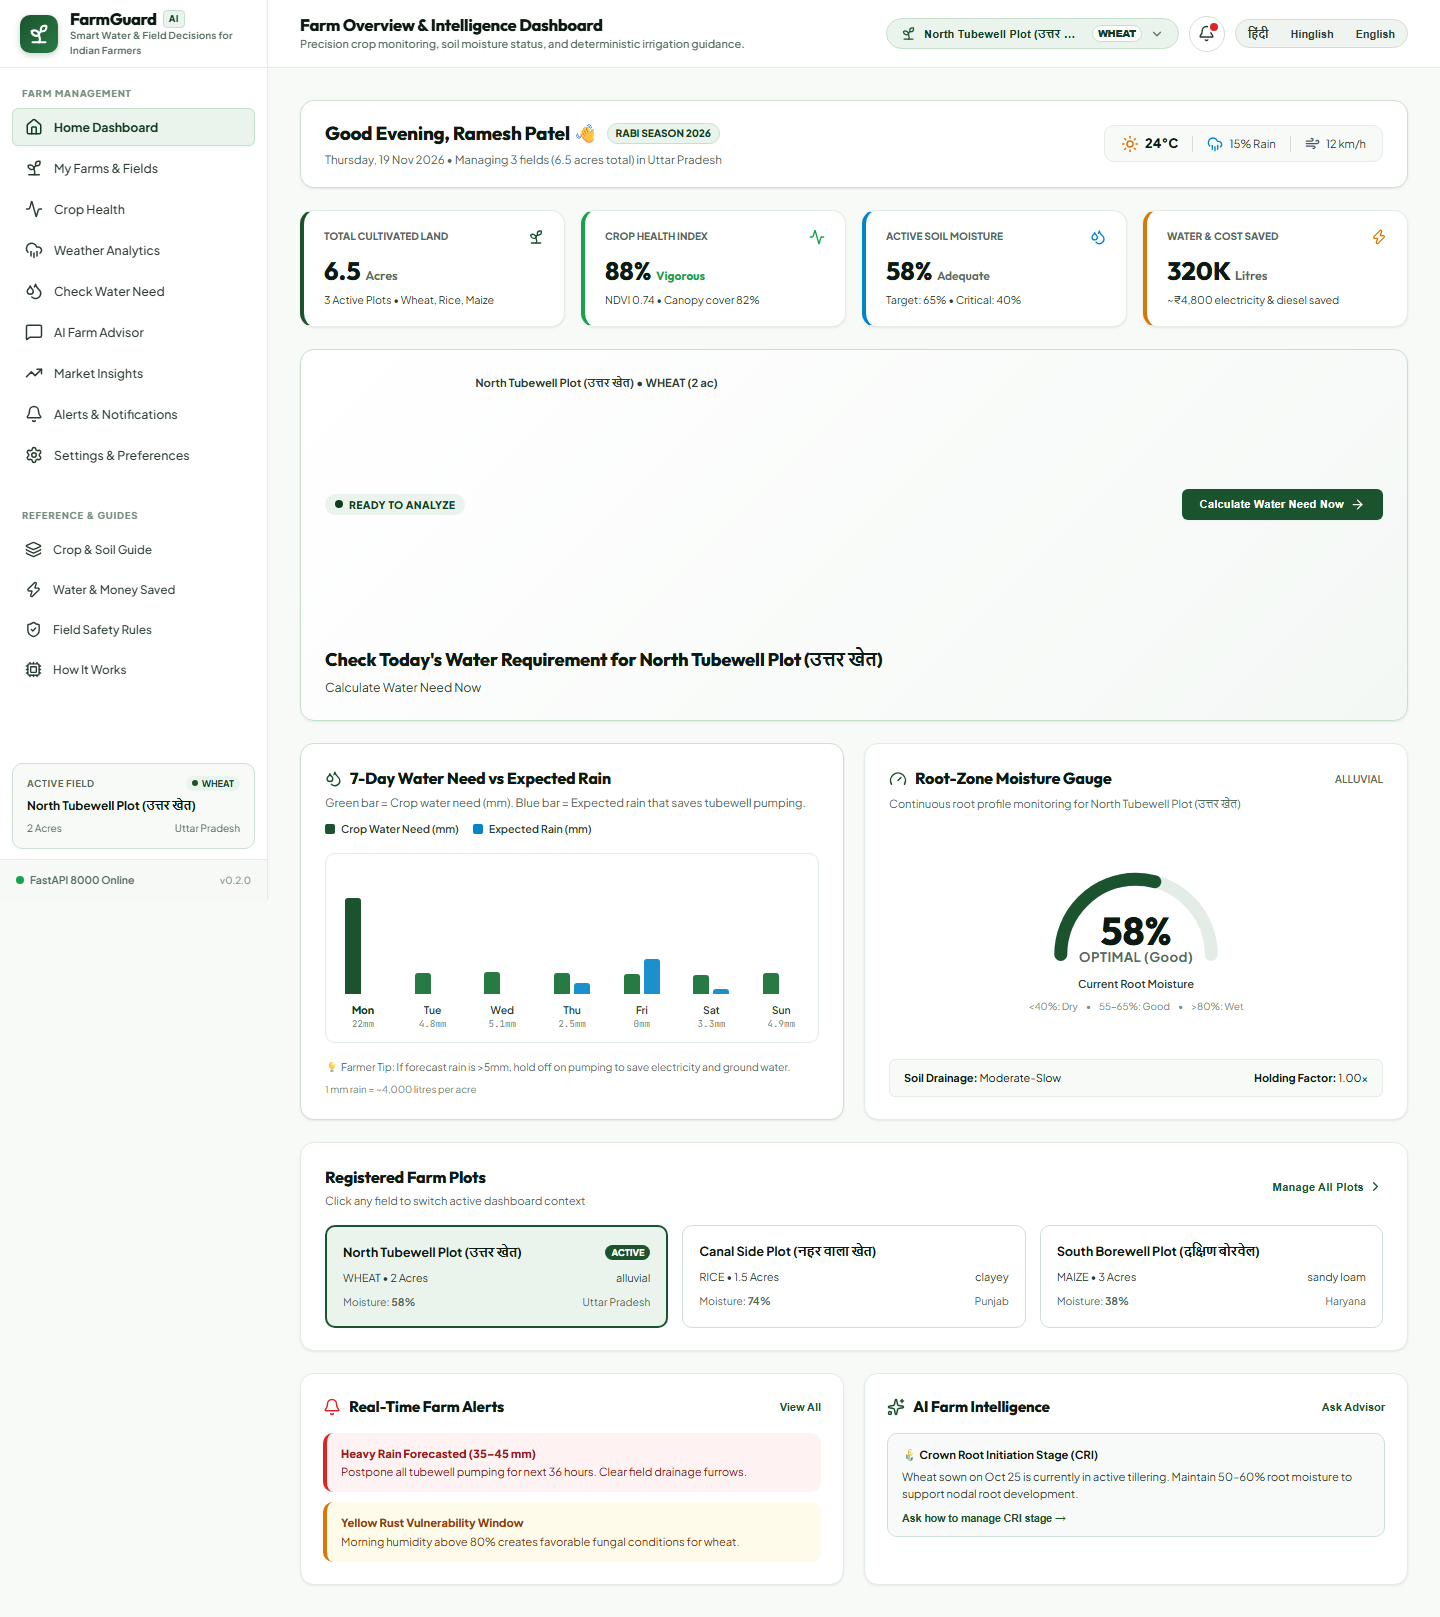 FarmGuard AI
Smart Water & Field Decisions for
Indian Farmers
FARM MANAGEMENT
Home Dashboard
My Farms & Fields
Crop Health
Weather Analytics
Check Water Need
AI Farm Advisor
Market Insights
Alerts & Notifications
Settings & Preferences
REFERENCE & GUIDES
Crop & Soil Guide
Water & Money Saved
Field Safety Rules
How It Works
ACTIVE FIELD • WHEAT
North Tubewell Plot (उत्तर खेत)
2 Acres Uttar Pradesh
FastAPI 8000 Online v0.2.0
Farm Overview & Intelligence Dashboard
Precision crop monitoring, soil moisture status, and deterministic irrigation guidance.
North Tubewell Plot (उत्तर ... WHEAT
हिंदी Hinglish English
Good Evening, Ramesh Patel 👋 RABI SEASON 2026
Thursday, 19 Nov 2026 • Managing 3 fields (6.5 acres total) in Uttar Pradesh
24°C 15% Rain 12 km/h
TOTAL CULTIVATED LAND
6.5 Acres
3 Active Plots • Wheat, Rice, Maize
CROP HEALTH INDEX
88% Vigorous
NDVI 0.74 • Canopy cover 82%
ACTIVE SOIL MOISTURE
58% Adequate
Target: 65% • Critical: 40%
WATER & COST SAVED
320K Litres
~₹4,800 electricity & diesel saved
North Tubewell Plot (उत्तर खेत) • WHEAT (2 ac)
READY TO ANALYZE
Calculate Water Need Now →
Check Today's Water Requirement for North Tubewell Plot (उत्तर खेत)
Calculate Water Need Now
7-Day Water Need vs Expected Rain
Green bar = Crop water need (mm). Blue bar = Expected rain that saves tubewell pumping.
Crop Water Need (mm) Expected Rain (mm)
Mon Tue Wed Thu Fri Sat Sun
22mm 4.8mm 5.1mm 2.5mm 0mm 3.3mm 4.9mm
💡 Farmer Tip: If forecast rain is >5mm, hold off on pumping to save electricity and ground water.
1 mm rain = ~4,000 litres per acre
Root-Zone Moisture Gauge ALLUVIAL
Continuous root profile monitoring for North Tubewell Plot (उत्तर खेत)
58%
OPTIMAL (Good)
Current Root Moisture
<40%: Dry • 55–65%: Good • >80%: Wet
Soil Drainage: Moderate-Slow Holding Factor: 1.00x
Registered Farm Plots
Click any field to switch active dashboard context
Manage All Plots
North Tubewell Plot (उत्तर खेत) ACTIVE
WHEAT • 2 Acres alluvial
Moisture: 58% Uttar Pradesh
Canal Side Plot (नहर वाला खेत)
RICE • 1.5 Acres clayey
Moisture: 74% Punjab
South Borewell Plot (दक्षिण बोरवेल)
MAIZE • 3 Acres sandy loam
Moisture: 38% Haryana
Real-Time Farm Alerts View All
Heavy Rain Forecasted (35–45 mm)
Postpone all tubewell pumping for next 36 hours. Clear field drainage furrows.
Yellow Rust Vulnerability Window
Morning humidity above 80% creates favorable fungal conditions for wheat.
AI Farm Intelligence Ask Advisor
Crown Root Initiation Stage (CRI)
Wheat sown on Oct 25 is currently in active tillering. Maintain 50–60% root moisture to
support nodal root development.
Ask how to manage CRI stage →